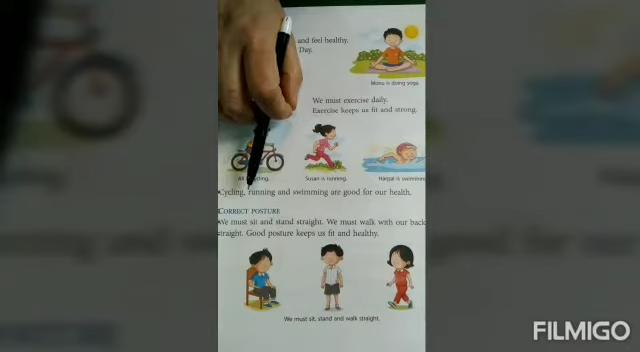 and feel healthy.
Day.
Monu is doing yoga.
We must exercise daily.
Exercise keeps us fit and strong.
Ali cycling.
Susan is running.
Harpal is swimmin
Cycling, running and swimming are good for our health.
CORRECT POSTURE
We must sit and stand straight. We must walk with our back
straight. Good posture keeps us fit and healthy.
We must sit, stand and walk straight.
FILMIGO